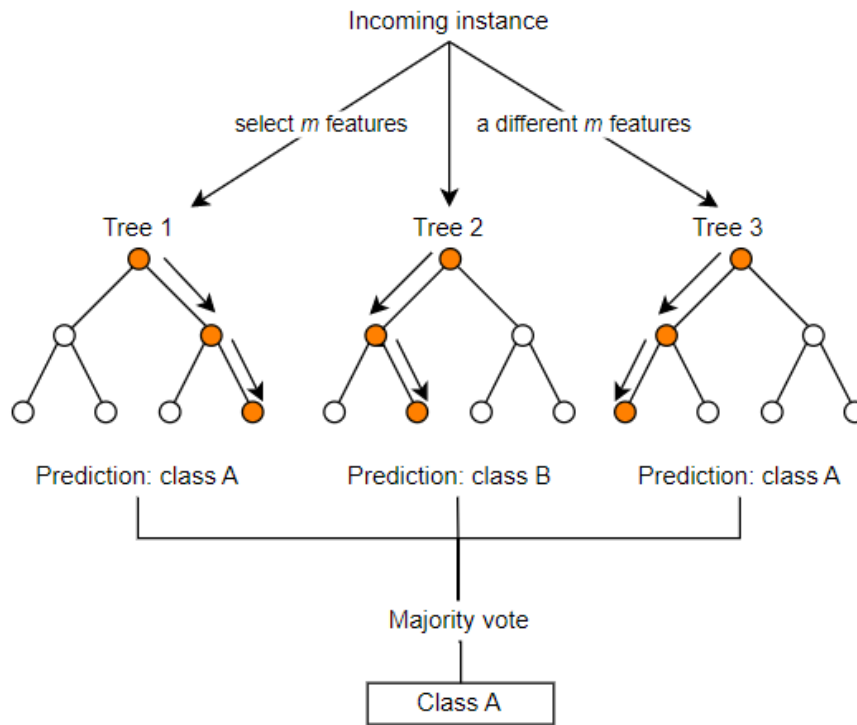 Incoming instance
select m features
a different m features
Tree 1
Tree 2
Tree 3
Prediction: class A
Prediction: class B
Prediction: class A
Majority vote
Class A